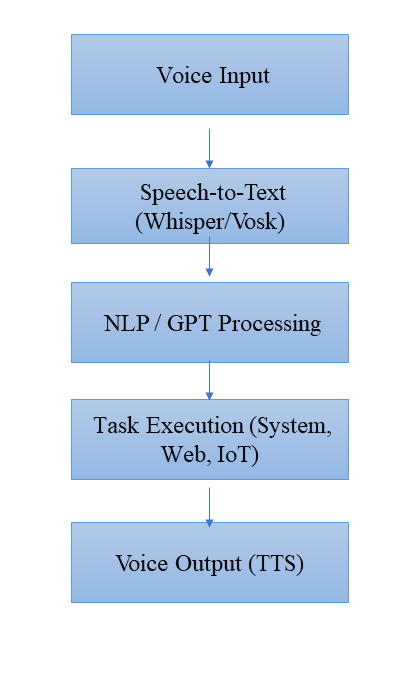 Voice Input
Speech-to-Text
(Whisper/Vosk)
NLP / GPT Processing
Task Execution (System,
Web, IoT)
Voice Output (TTS)